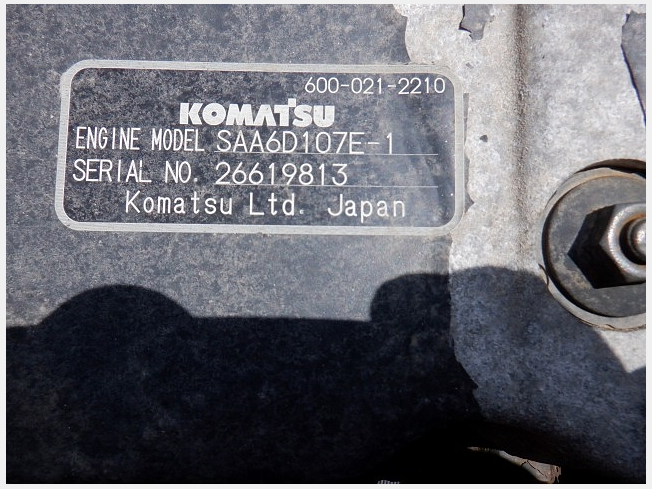 600-021-2210
KOMATSU
ENGINE MODEL SAA6D107E-1
SERIAL NO. 26619813
Komatsu Ltd. Japan